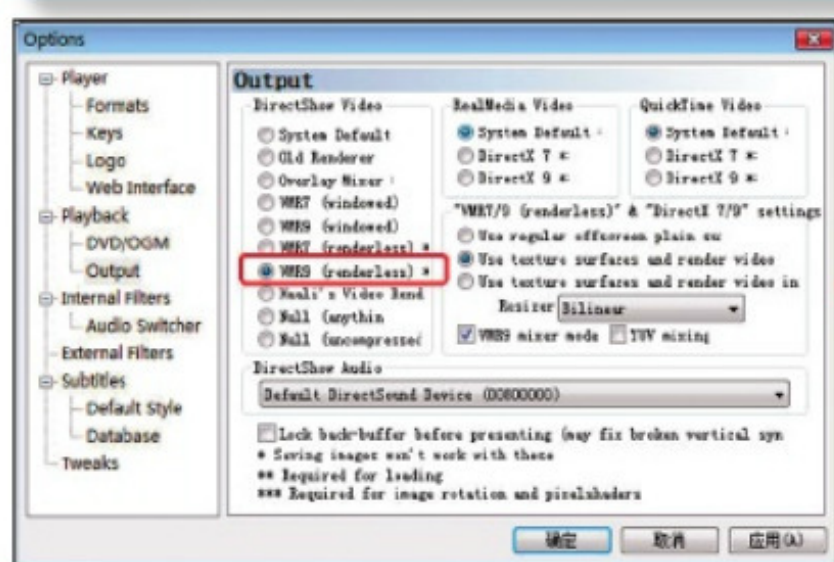 Options
Player
Formats
Keys
Logo
Web Interface
Playback
DVD/OGM
Output
Internal Filters
Audio Switcher
External Filters
Subtitles
Default Style
Database
Tweaks
Output
DirectShow Video
System Default
Old Renderer
Overlay Mixer
VMR7 (windowed)
VMR9 (windowed)
VMR7 (renderless) *
VMR9 (renderless) *
Haali's Video Rend
Null (anythin
Null (uncompressed
RealMedia Video
System Default
DirectX 7 *
DirectX 9 *
QuickTime Video
System Default
DirectX 7 *
DirectX 9 *
"VMR7/9 (renderless)" & "DirectX 7/9" settings
Use regular offscreen plain su
Use texture surfaces and render video
Use texture surfaces and render video in
Resizer Bilinear
VMR9 mixer mode YUV mixing
DirectShow Audio
Default DirectSound Device (D0800000)
Lock back-buffer before presenting (may fix broken vertical syn
* Saving images won't work with these
** Required for loading
*** Required for image rotation and pixelshaders
确定 取消 应用(A)